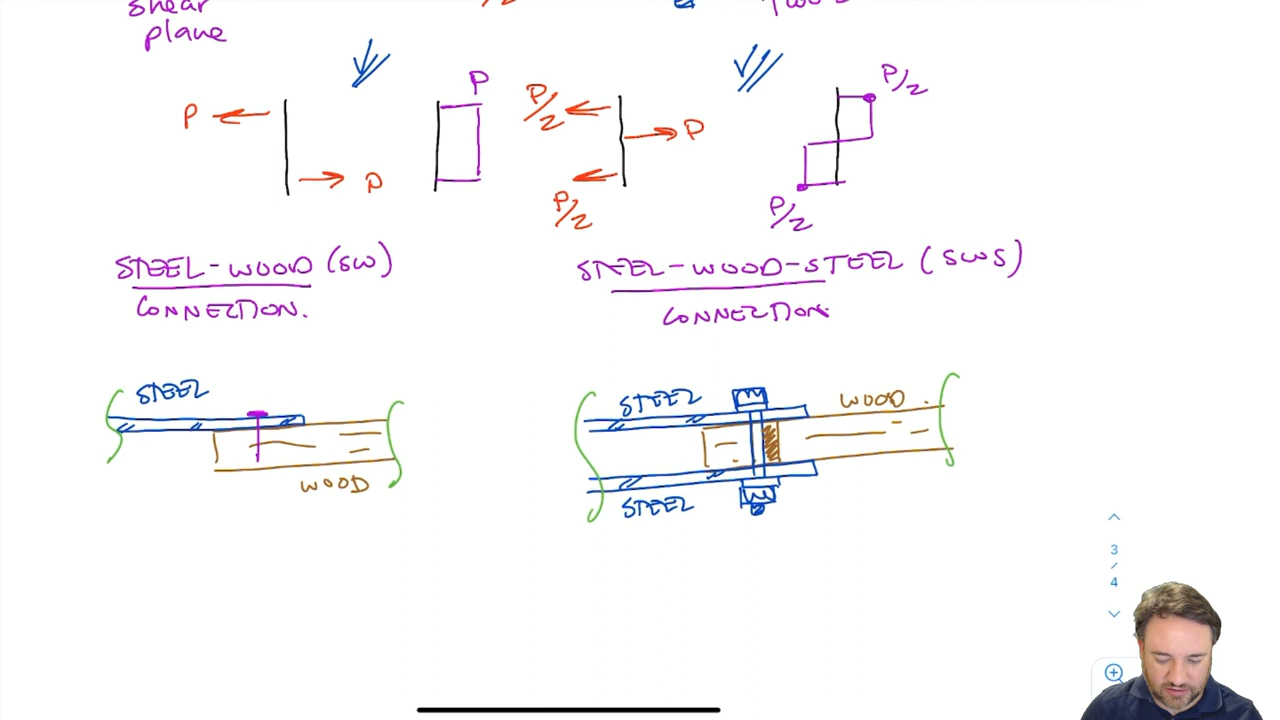 shear
plane
P
P
P
P/2
P
P/2
P/2
P/2
STEEL-WOOD (SW)
CONNECTION.
STEEL-WOOD-STEEL (SWS)
CONNECTION
STEEL
WOOD
STEEL
WOOD
STEEL
3
/
4